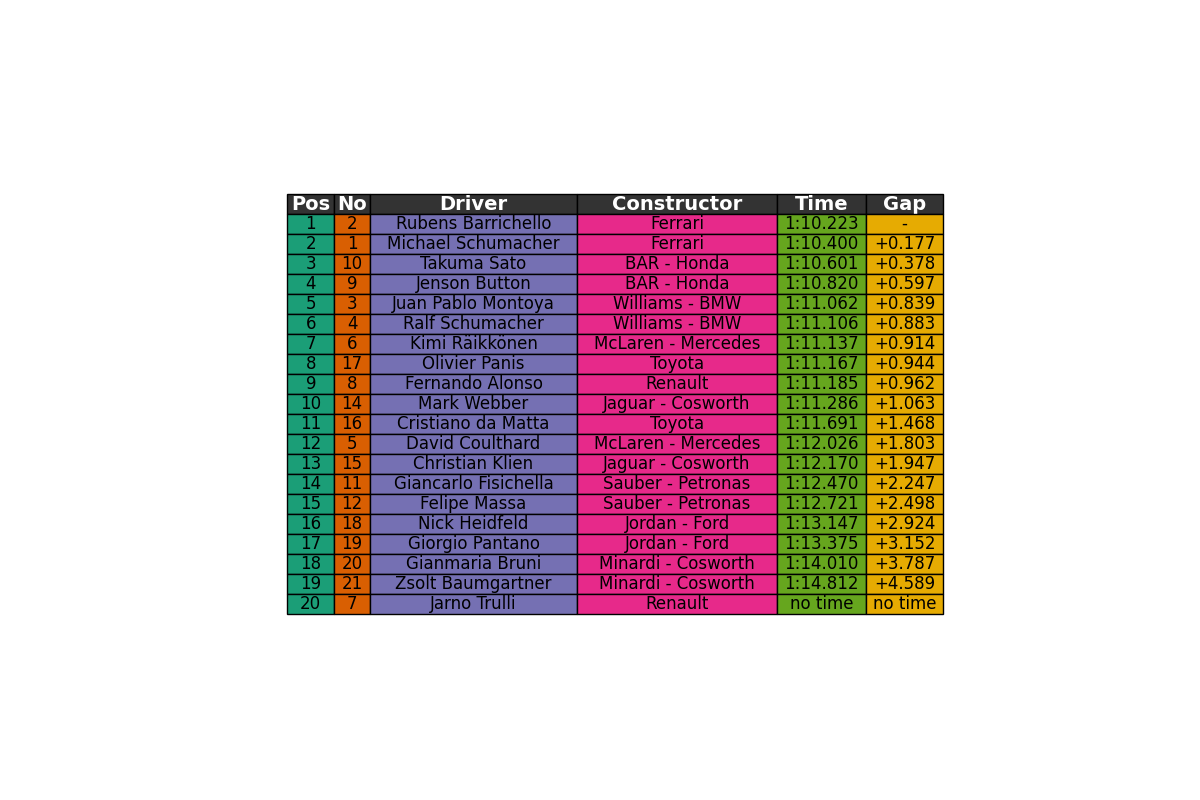 Pos No Driver Constructor Time Gap
1 2 Rubens Barrichello Ferrari 1:10.223 -
2 1 Michael Schumacher Ferrari 1:10.400 +0.177
3 10 Takuma Sato BAR - Honda 1:10.601 +0.378
4 9 Jenson Button BAR - Honda 1:10.820 +0.597
5 3 Juan Pablo Montoya Williams - BMW 1:11.062 +0.839
6 4 Ralf Schumacher Williams - BMW 1:11.106 +0.883
7 6 Kimi Räikkönen McLaren - Mercedes 1:11.137 +0.914
8 17 Olivier Panis Toyota 1:11.167 +0.944
9 8 Fernando Alonso Renault 1:11.185 +0.962
10 14 Mark Webber Jaguar - Cosworth 1:11.286 +1.063
11 16 Cristiano da Matta Toyota 1:11.691 +1.468
12 5 David Coulthard McLaren - Mercedes 1:12.026 +1.803
13 15 Christian Klien Jaguar - Cosworth 1:12.170 +1.947
14 11 Giancarlo Fisichella Sauber - Petronas 1:12.470 +2.247
15 12 Felipe Massa Sauber - Petronas 1:12.721 +2.498
16 18 Nick Heidfeld Jordan - Ford 1:13.147 +2.924
17 19 Giorgio Pantano Jordan - Ford 1:13.375 +3.152
18 20 Gianmaria Bruni Minardi - Cosworth 1:14.010 +3.787
19 21 Zsolt Baumgartner Minardi - Cosworth 1:14.812 +4.589
20 7 Jarno Trulli Renault no time no time